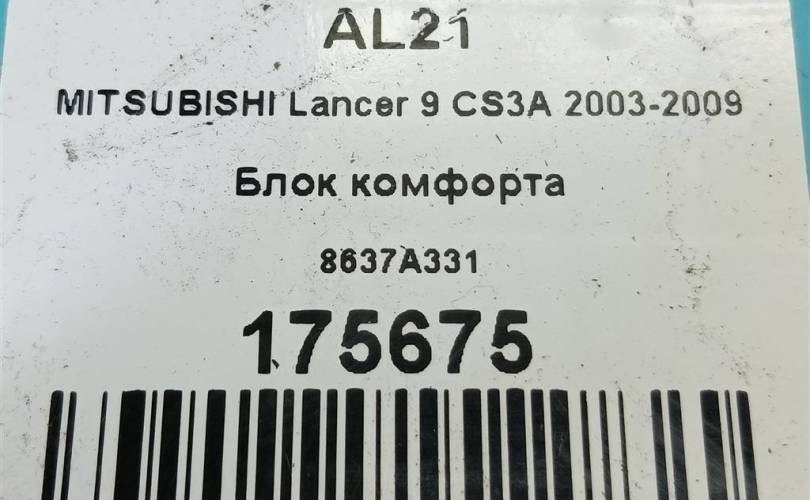 AL21
MITSUBISHI Lancer 9 CS3A 2003-2009
Блок комфорта
8637A331
175675